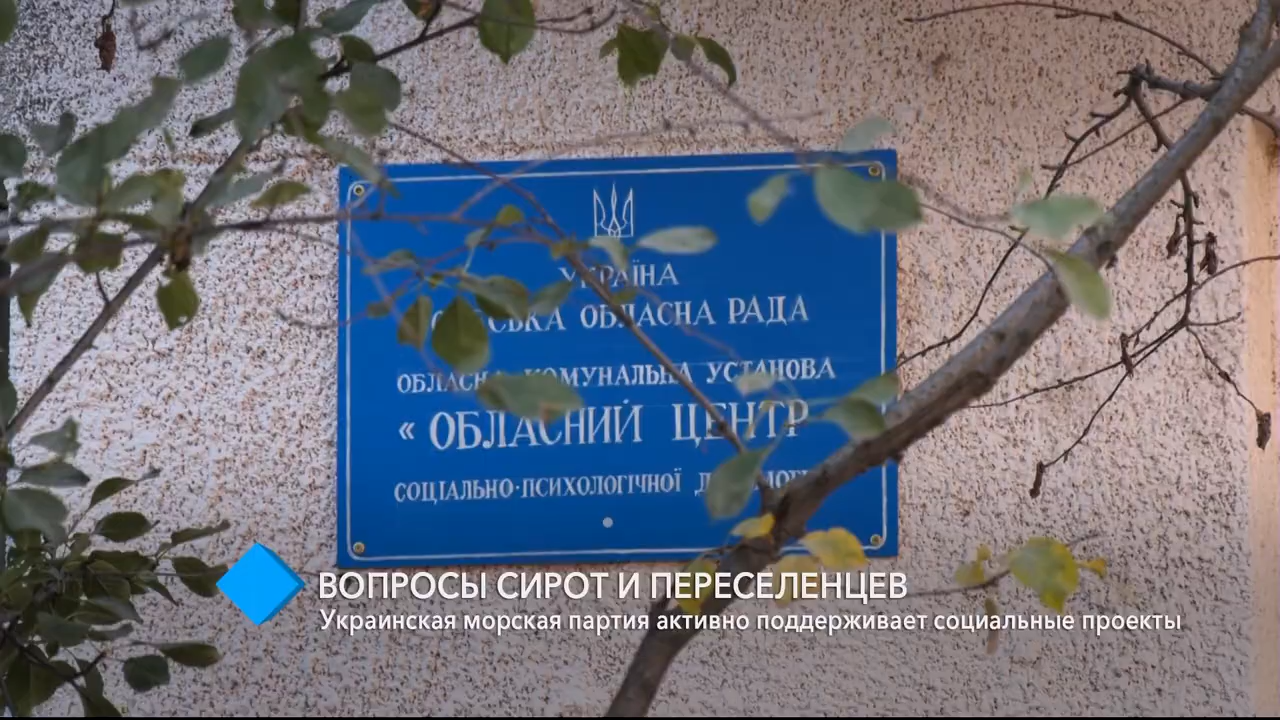 УКРАЇНА
ОБЛАСНА РАДА
КОМУНАЛЬНА УСТАНОВА
« ОБЛАСНИЙ ЦЕНТР
СОЦІАЛЬНО-ПСИХОЛОГІЧНОЇ
ВОПРОСЫ СИРОТ И ПЕРЕСЕЛЕНЦЕВ
Украинская морская партия активно поддерживает социальные проекты